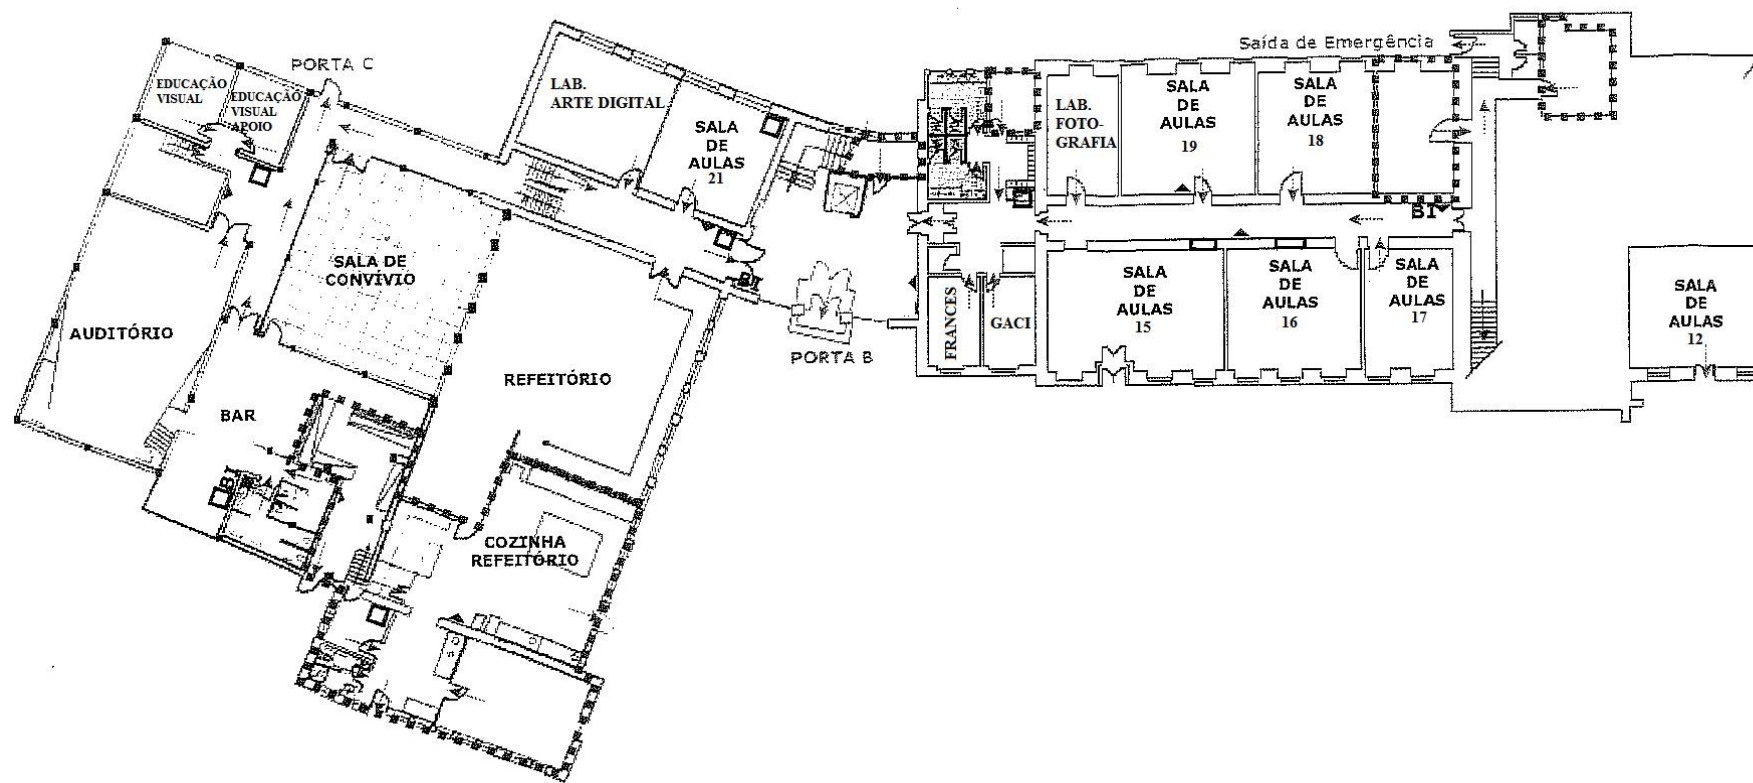 PORTA C
Saída de Emergência
EDUCAÇÃO
VISUAL
EDUCAÇÃO
VISUAL
APOIO
LAB.
ARTE DIGITAL
SALA
DE
AULAS
21
LAB.
FOTO-
GRAFIA
SALA
DE
AULAS
19
SALA
DE
AULAS
18
BI
SALA DE
CONVÍVIO
BI
AUDITÓRIO
PORTA B
FRANCES
GACI
SALA
DE
AULAS
15
SALA
DE
AULAS
16
SALA
DE
AULAS
17
SALA
DE
AULAS
12
REFEITÓRIO
BAR
BI
COZINHA
REFEITÓRIO